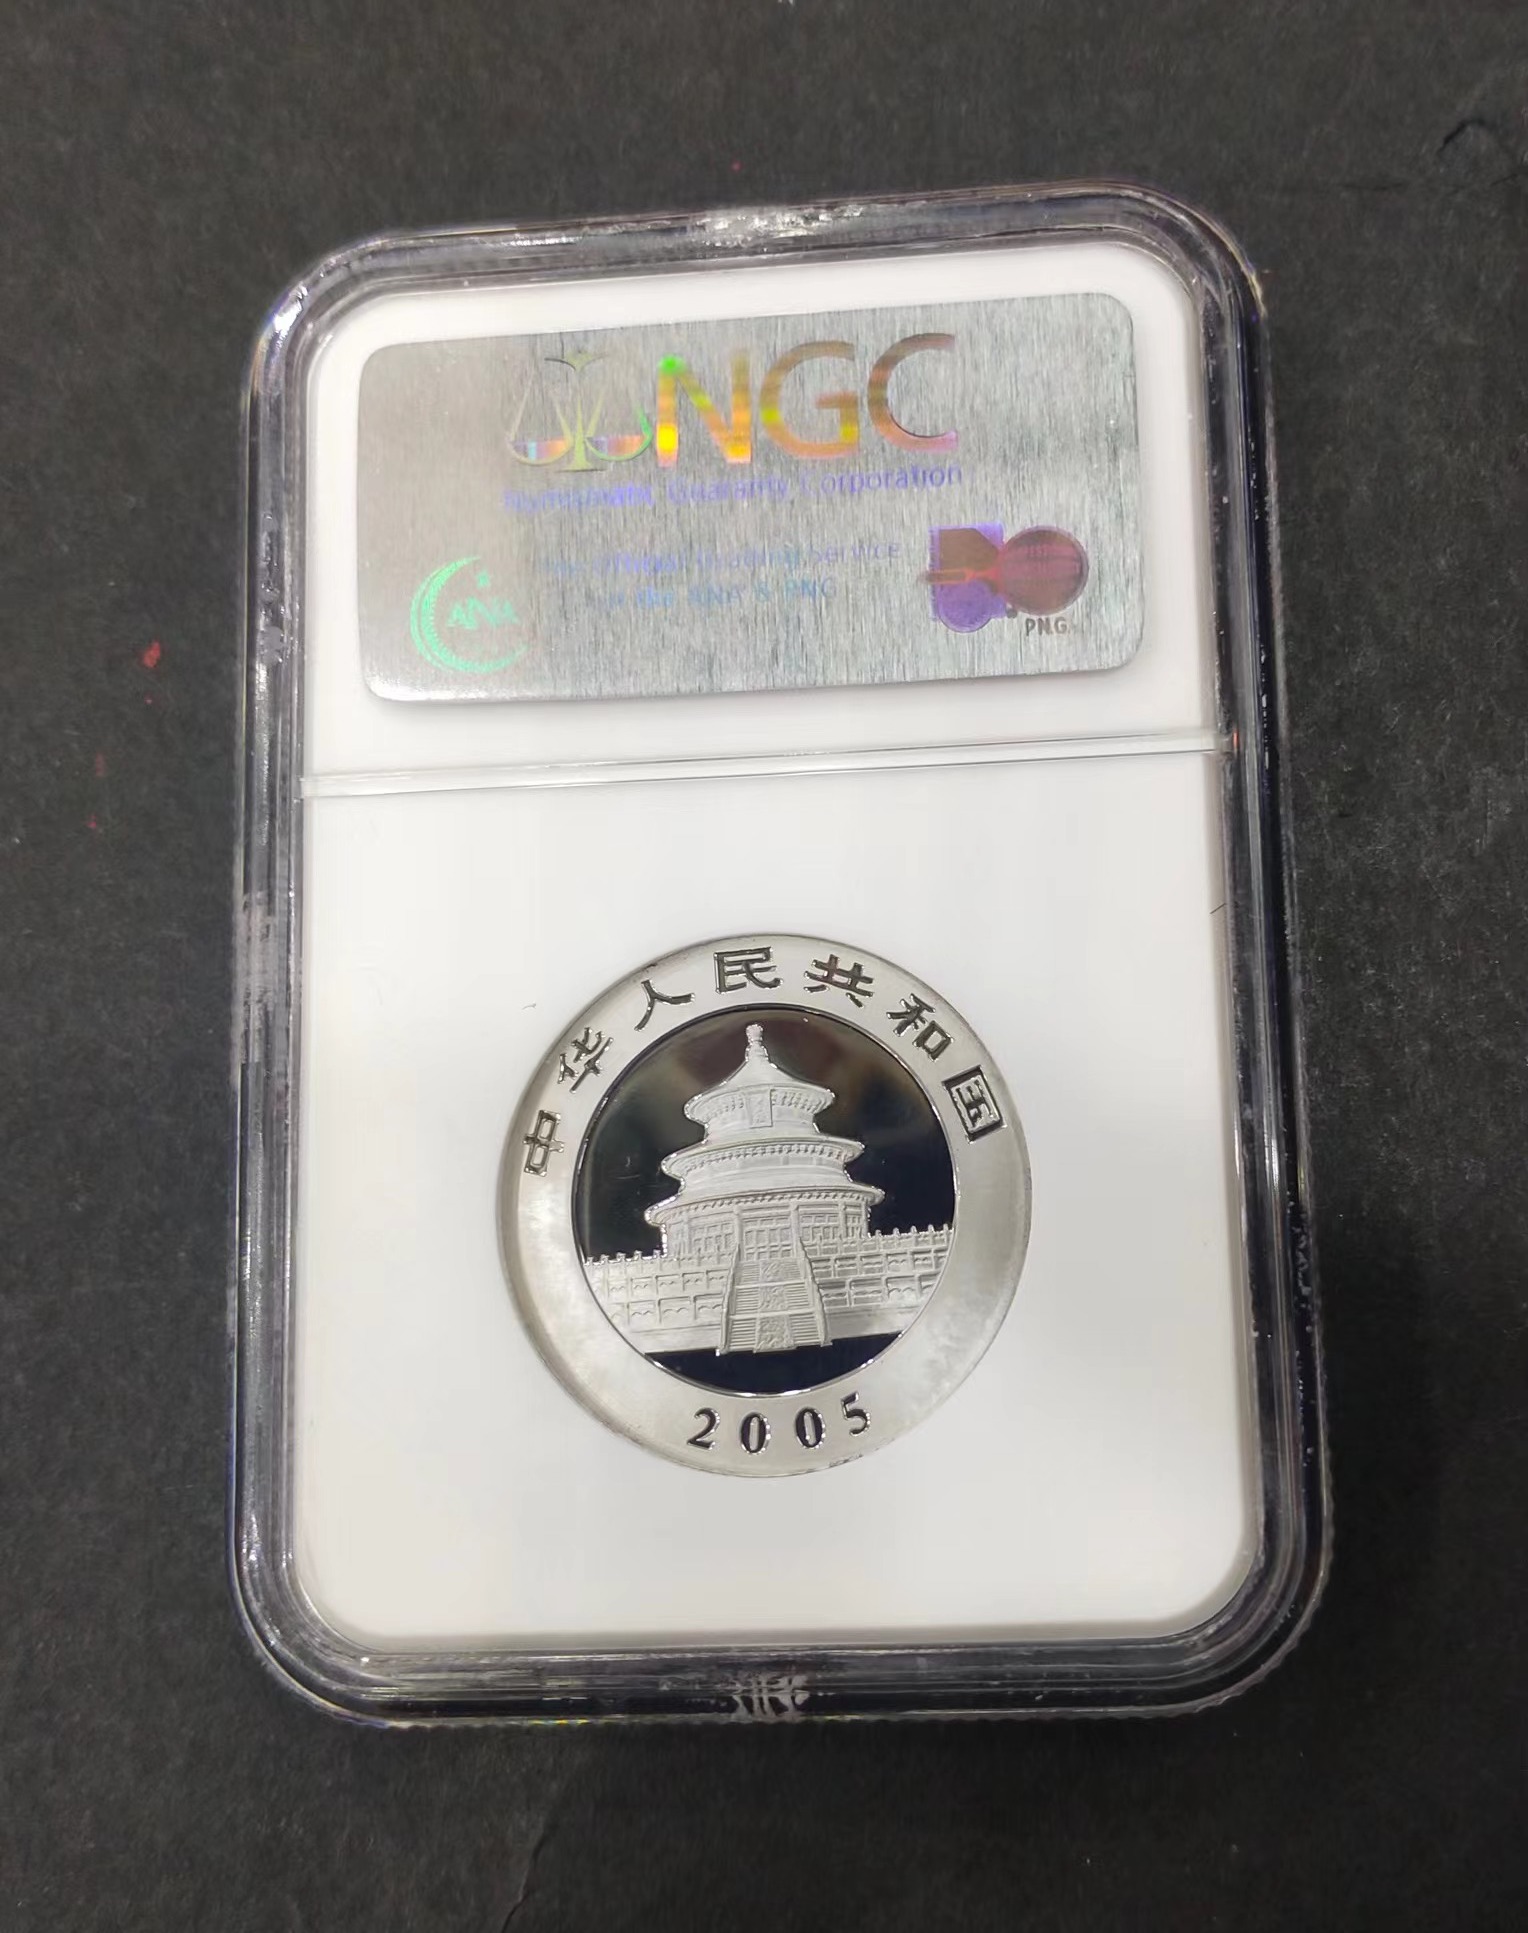 NGC
Numismatic Guaranty Corporation
The Official Grading Service
of the ANA & PNG
ANA
PNG
中华人民共和国
2005